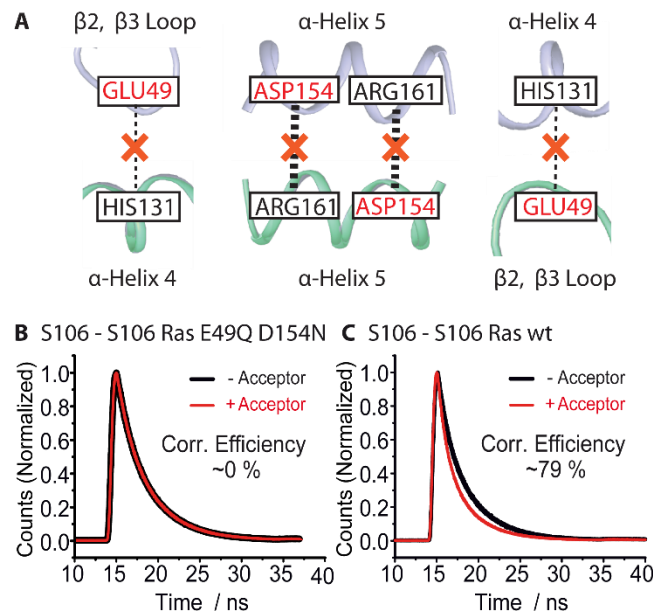 A
β2, β3 Loop
α-Helix 5
α-Helix 4
GLU49
ASP154
ARG161
HIS131
HIS131
ARG161
ASP154
GLU49
α-Helix 4
α-Helix 5
β2, β3 Loop
B S106 - S106 Ras E49Q D154N
- Acceptor
+ Acceptor
Corr. Efficiency
~0 %
Counts (Normalized)
1.0
0.8
0.6
0.4
0.2
0.0
10 15 20 25 30 35 40
Time / ns
C S106 - S106 Ras wt
- Acceptor
+ Acceptor
Corr. Efficiency
~79 %
Counts (Normalized)
1.0
0.8
0.6
0.4
0.2
0.0
10 15 20 25 30 35 40
Time / ns